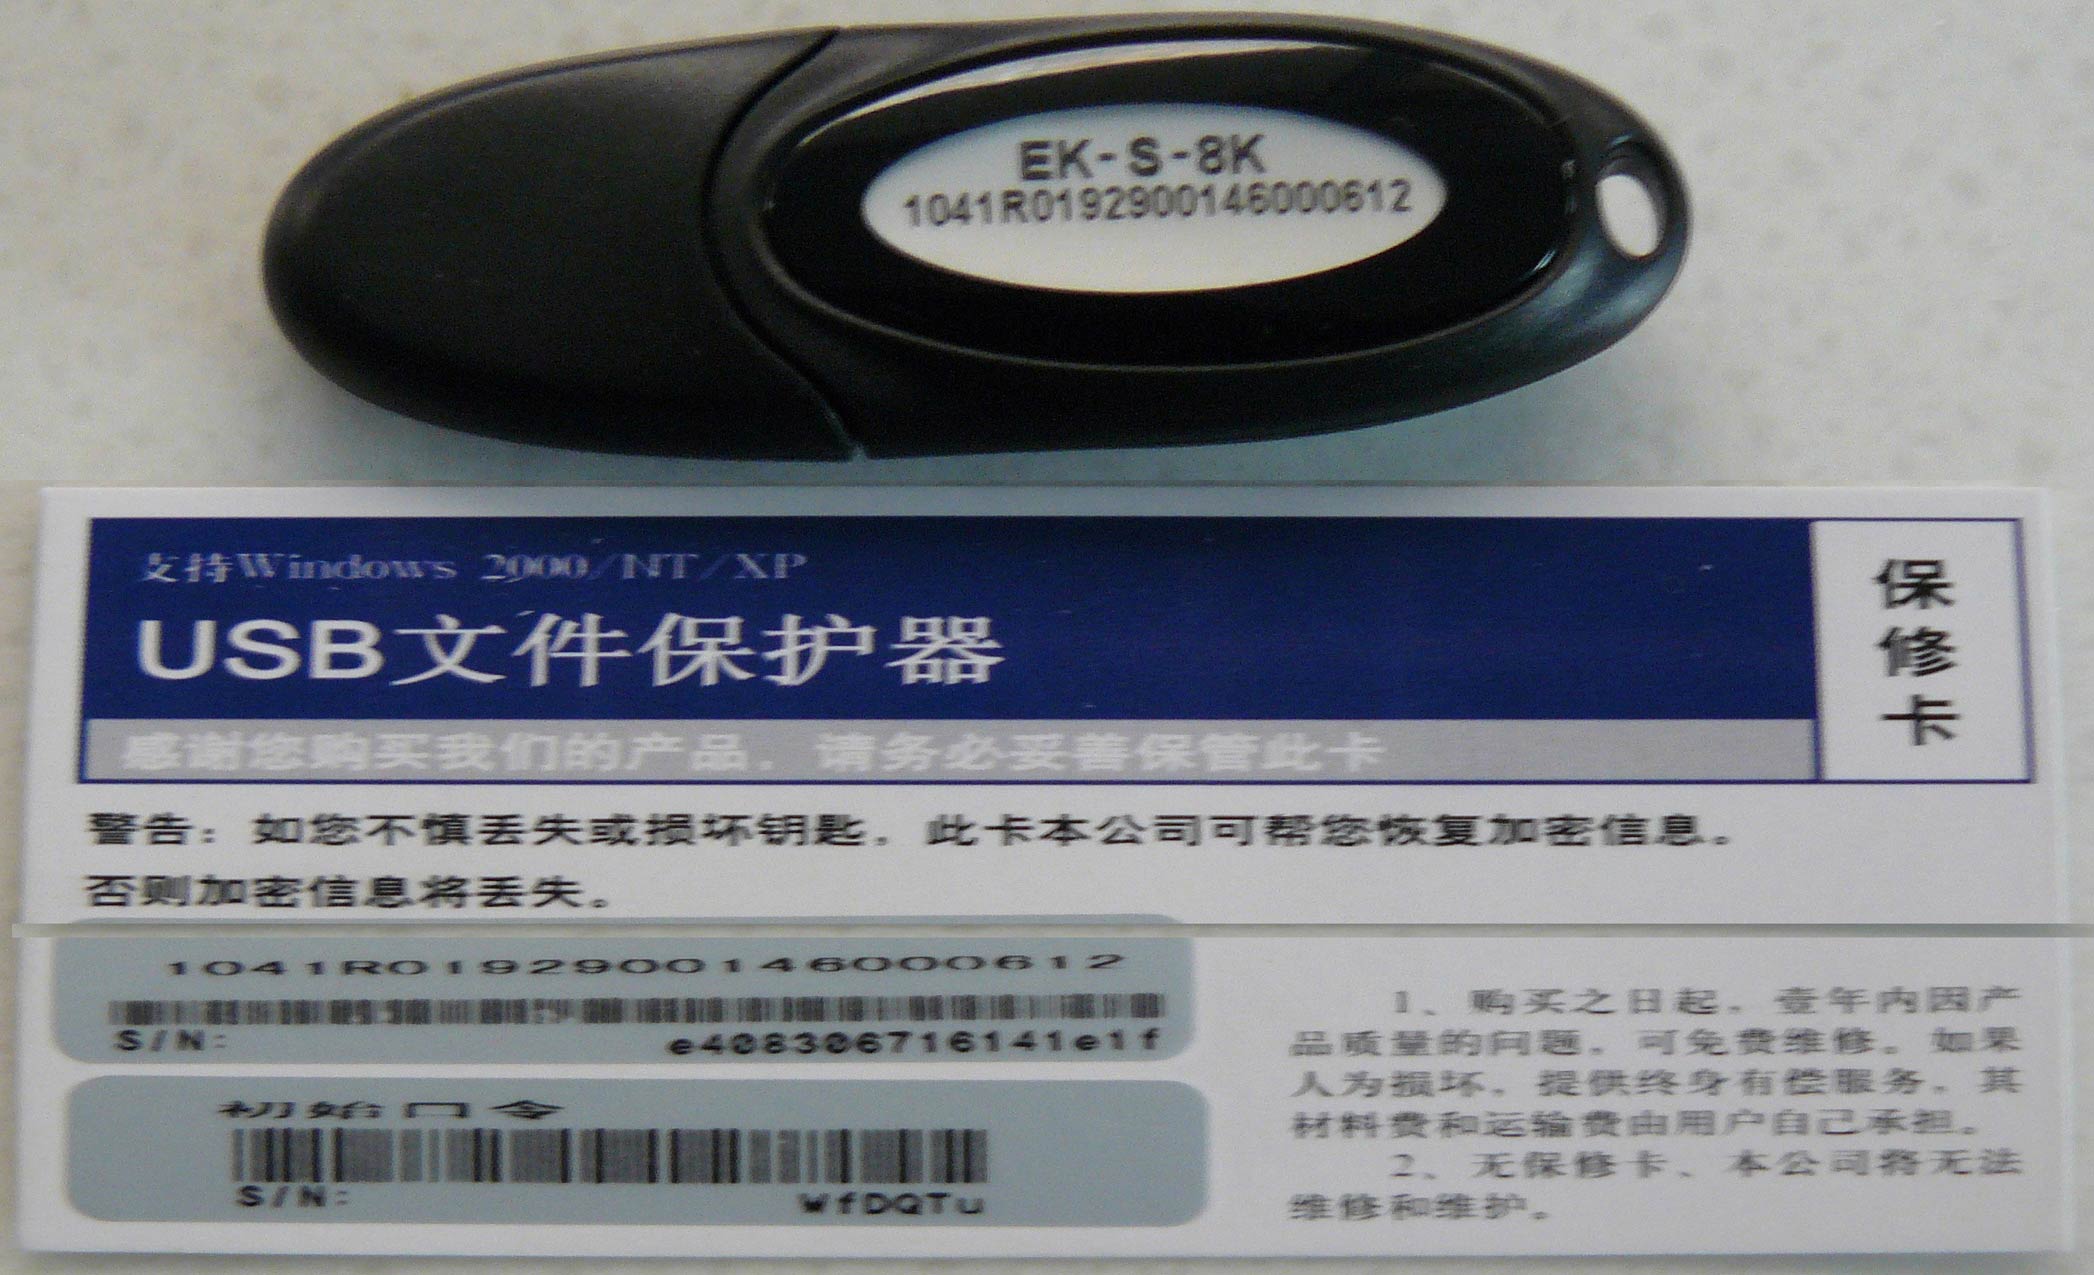 EK-S-8K
1041R0192900146000612
支持Windows 2000/NT/XP
USB文件保护器
保修卡
感谢您购买我们的产品，请务必妥善保管此卡
警告：如您不慎丢失或损坏钥匙，此卡本公司可帮您恢复加密信息。
否则加密信息将丢失。
1041R0192900146000612
S/N: e408306716141e1f
初始口令
S/N: WfDQTu
1、购买之日起，壹年内因产
品质量的问题，可免费维修。如果
人为损坏，提供终身有偿服务，其
材料费和运输费由用户自己承担。
2、无保修卡、本公司将无法
维修和维护。